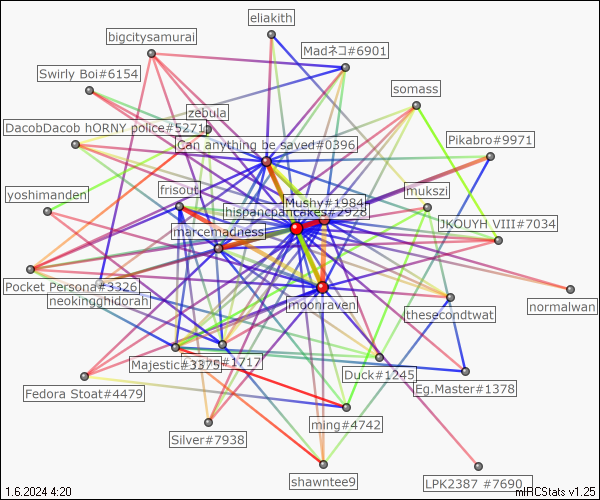 eliakith
bigcitysamurai
Madネコ#6901
Swirly Boi#6154
somass
zebula
DacobDacob hORNY police#5271
Pikabro#9971
Can anything be saved#0396
frisout
mukszi
yoshimanden
Mushy#1984
hispancpancakes#2928
JKOUYH VIII#7034
marcemadness
Pocket Persona#3326
neokingghidorah
moonraven
normalwan
thesecondtwat
Majestic#3375
#1717
Duck#1245
Fedora Stoat#4479
Eg.Master#1378
ming#4742
Silver#7938
shawntee9
LPK2387 #7690
1.6.2024 4:20
mIRCStats v1.25